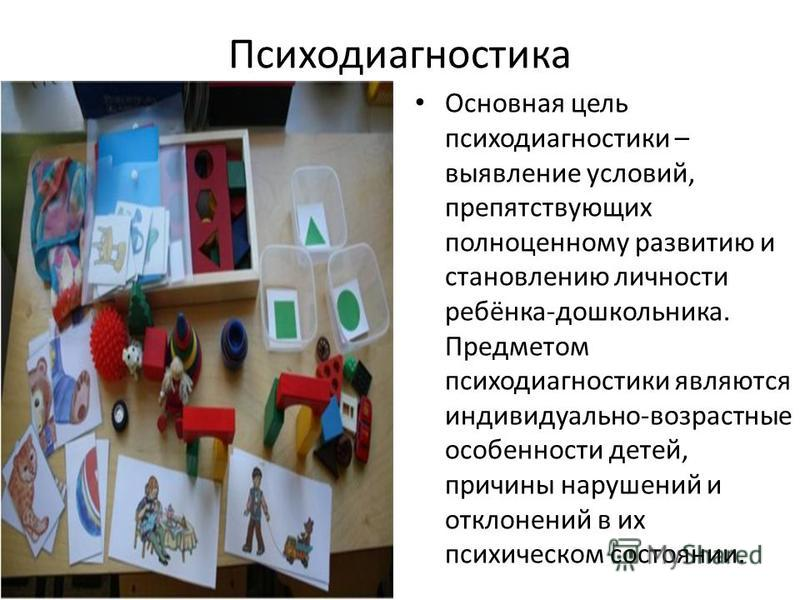 Психодиагностика
• Основная цель
психодиагностики –
выявление условий,
препятствующих
полноценному развитию и
становлению личности
ребёнка-дошкольника.
Предметом
психодиагностики являются
индивидуально-возрастные
особенности детей,
причины нарушений и
отклонений в их
психическом состоянии.
MyShared